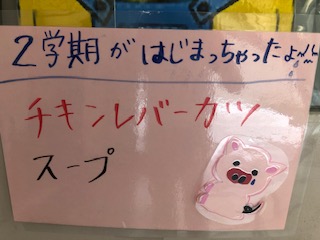 2学期が はじまっちゃったよ〜
チキンレバーカツ
スープ